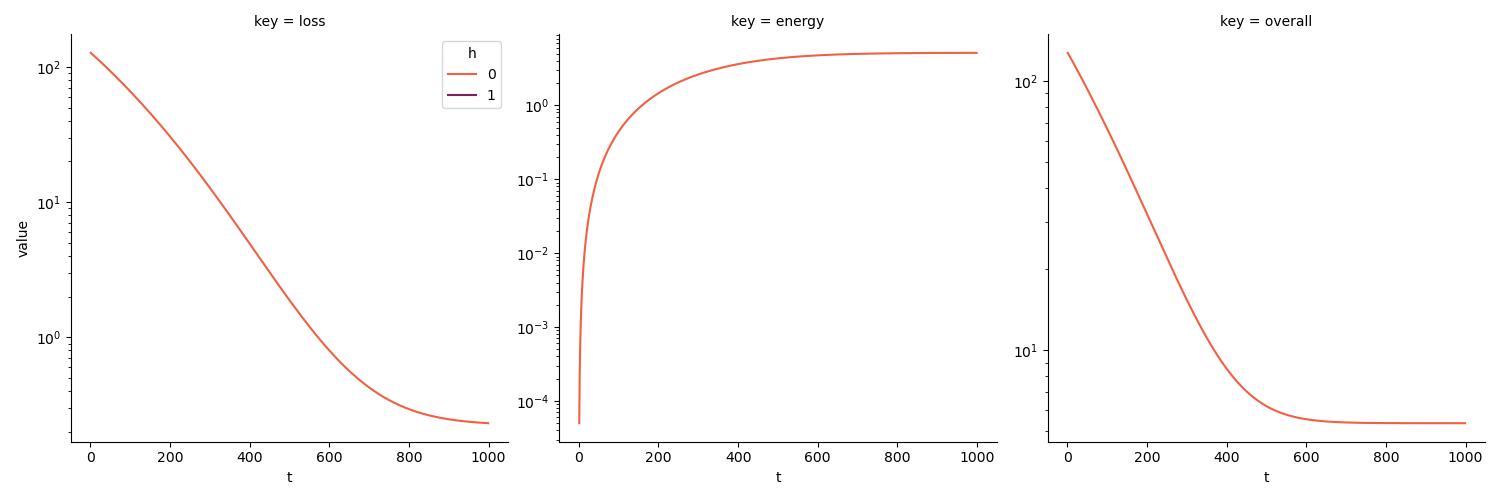 key = loss
key = energy
key = overall
h
0
1
value
10²
10¹
10⁰
0 200 400 600 800 1000
t
10⁰
10⁻¹
10⁻²
10⁻³
10⁻⁴
0 200 400 600 800 1000
t
10²
10¹
0 200 400 600 800 1000
t